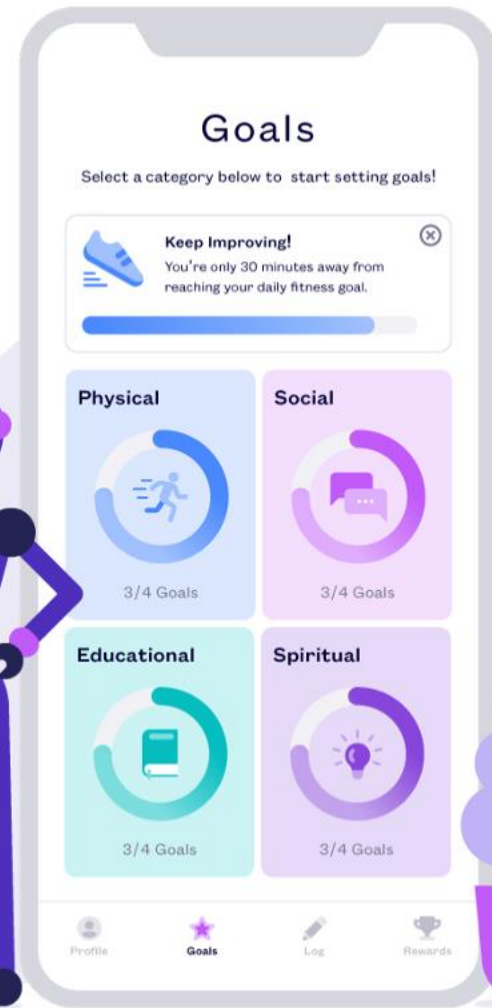 Goals
Select a category below to start setting goals!
Keep Improving!
You're only 30 minutes away from
reaching your daily fitness goal.
Physical
3/4 Goals
Social
3/4 Goals
Educational
3/4 Goals
Spiritual
3/4 Goals
Profile
Goals
Log
Rewards